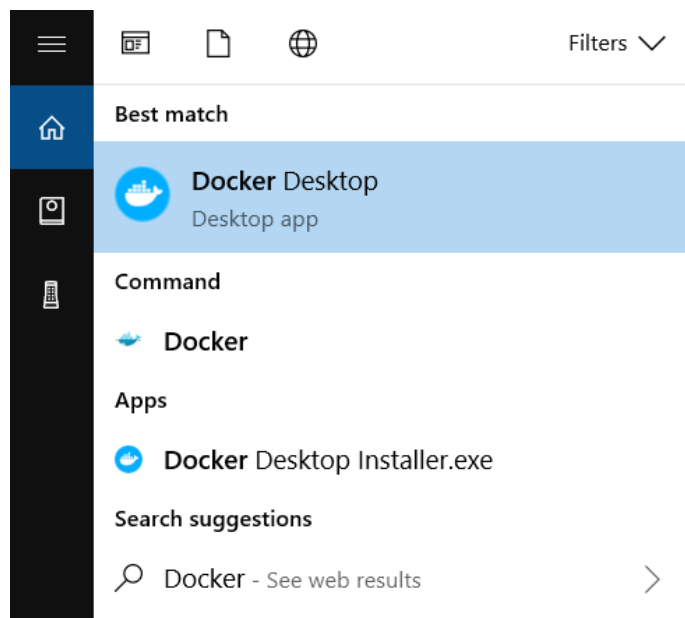 Filters
Best match
Docker Desktop
Desktop app
Command
Docker
Apps
Docker Desktop Installer.exe
Search suggestions
Docker - See web results